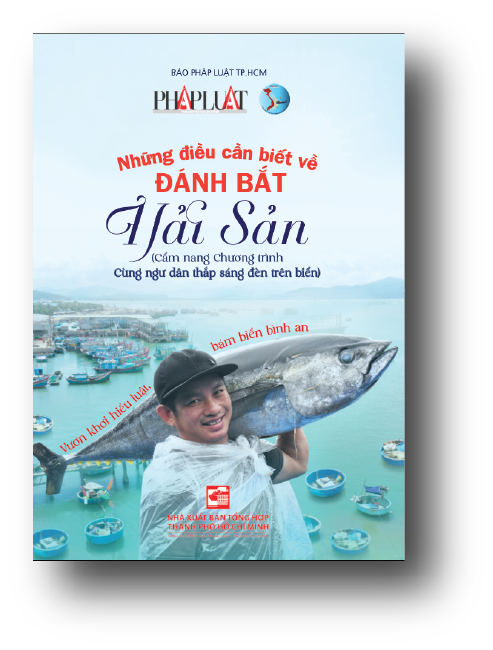 BÁO PHÁP LUẬT TP.HCM
PHÁPLUẬT
Những điều cần biết về
ĐÁNH BẮT
Hải Sản
(Cẩm nang Chương trình
Cùng ngư dân thắp sáng đèn trên biển)
Vươn khơi hiểu luật,
bám biển bình an
NHÀ XUẤT BẢN TỔNG HỢP
THÀNH PHỐ HỒ CHÍ MINH